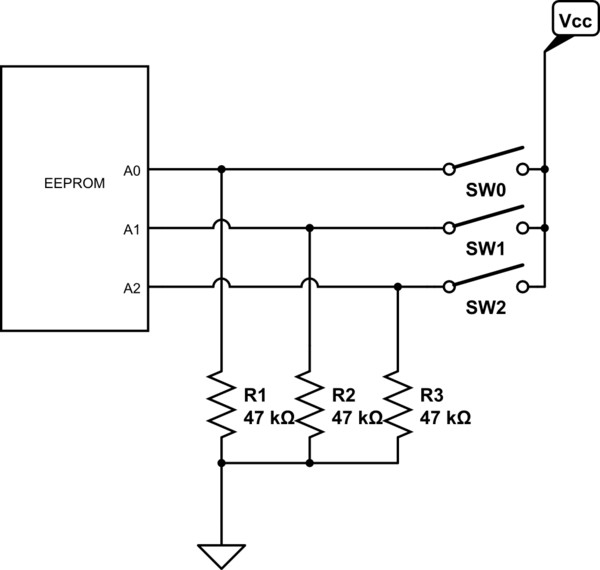 Vcc
A0
EEPROM
SW0
A1
SW1
A2
SW2
R1
47 kΩ
R2
47 kΩ
R3
47 kΩ